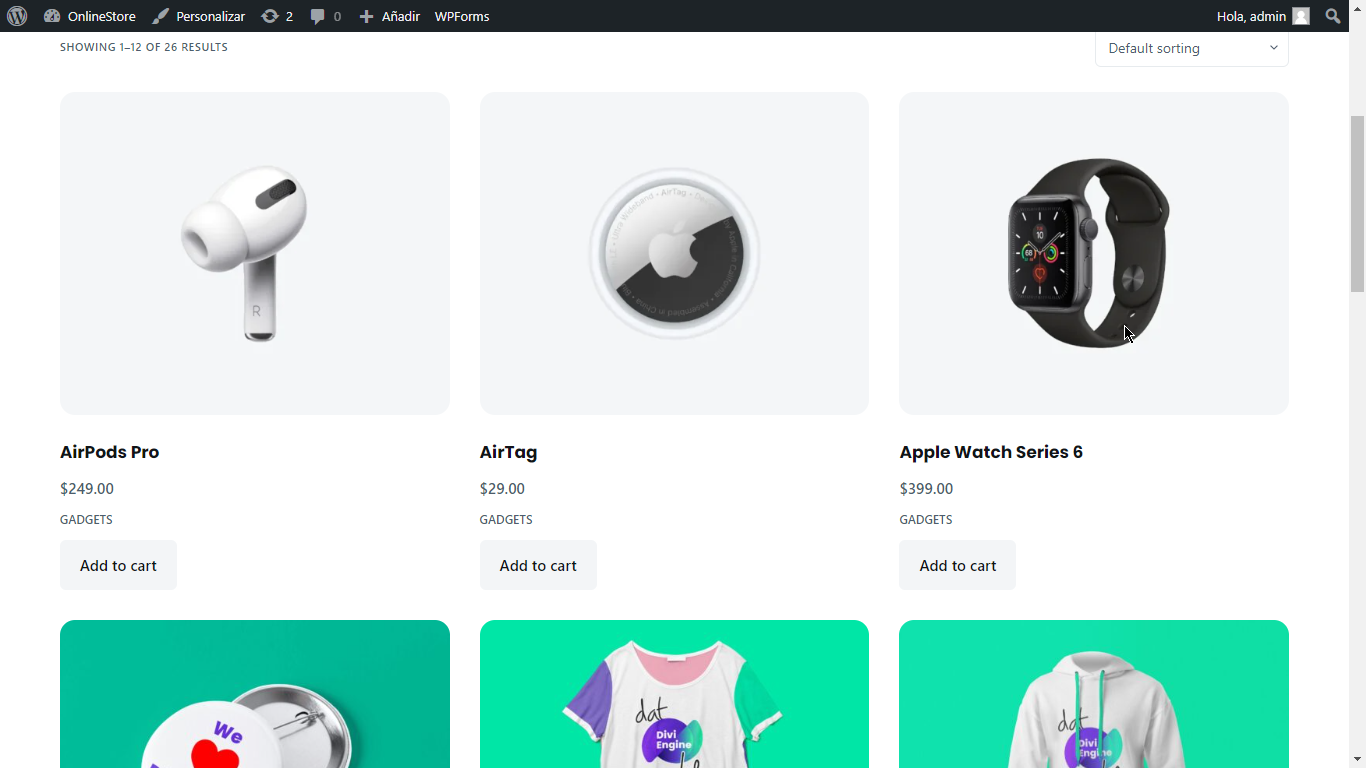 OnlineStore Personalizar 2 0 Añadir WPForms Hola, admin
SHOWING 1–12 OF 26 RESULTS
Default sorting
R
AirTag
10
68
AirPods Pro
AirTag
Apple Watch Series 6
$249.00
$29.00
$399.00
GADGETS
GADGETS
GADGETS
Add to cart
Add to cart
Add to cart
We
dat
Divi
Engine
dat
Divi
Engine